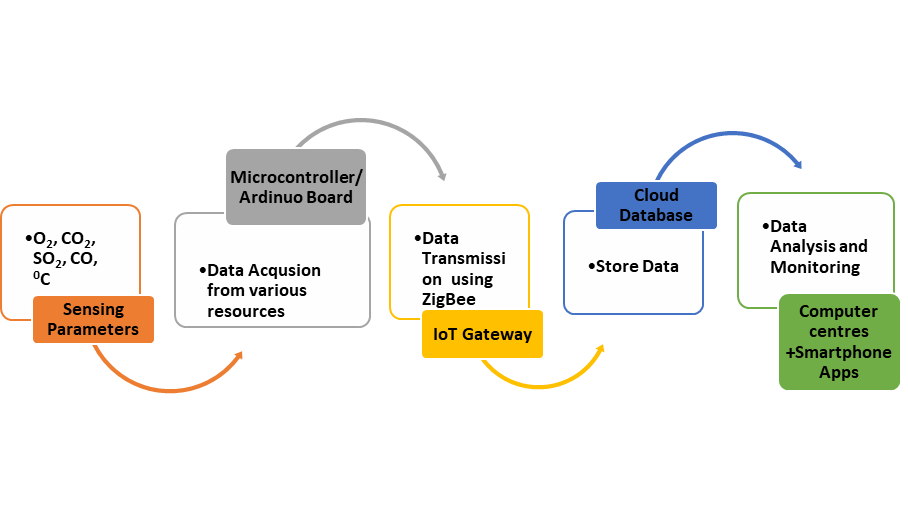 •O₂, CO₂,
SO₂, CO,
⁰C
Sensing
Parameters
Microcontroller/
Ardinuo Board
•Data Acqusion
from various
resources
•Data
Transmissi
on using
ZigBee
IoT Gateway
Cloud
Database
•Store Data
•Data
Analysis and
Monitoring
Computer
centres
+Smartphone
Apps